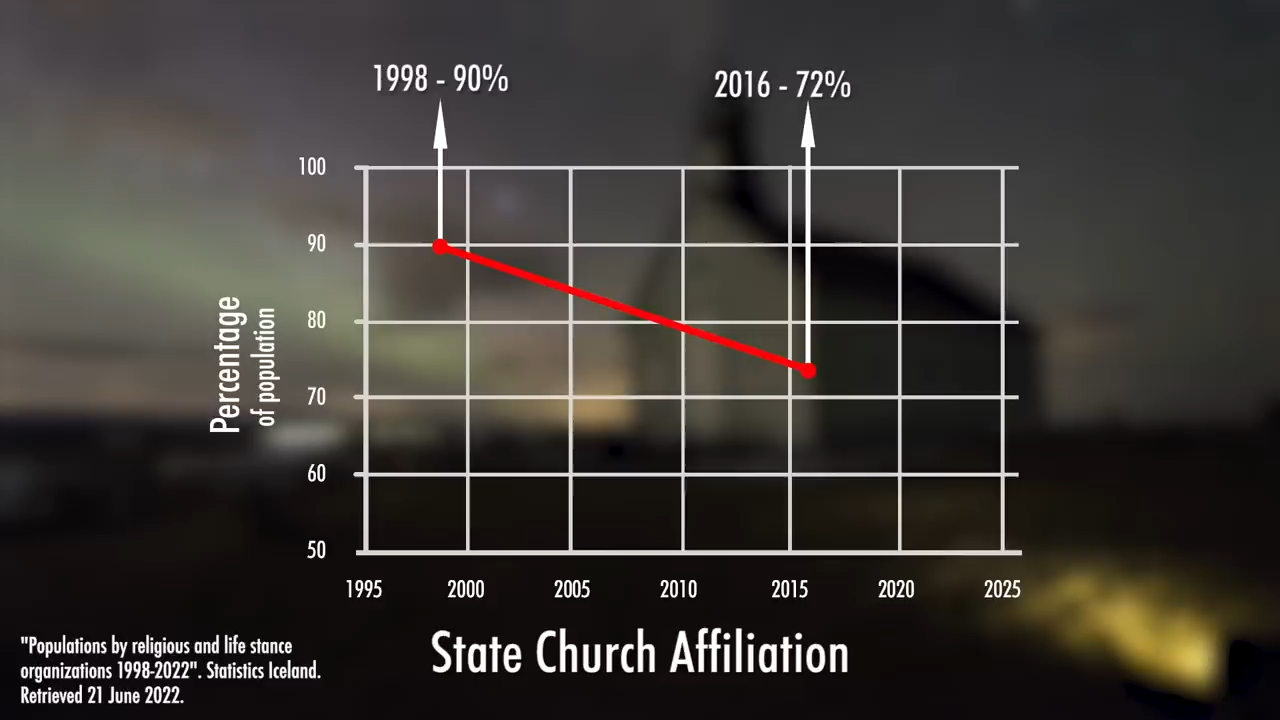 1998 - 90%
2016 - 72%
100
90
80
70
60
50
Percentage
of population
1995 2000 2005 2010 2015 2020 2025
State Church Affiliation
"Populations by religious and life stance
organizations 1998-2022". Statistics Iceland.
Retrieved 21 June 2022.